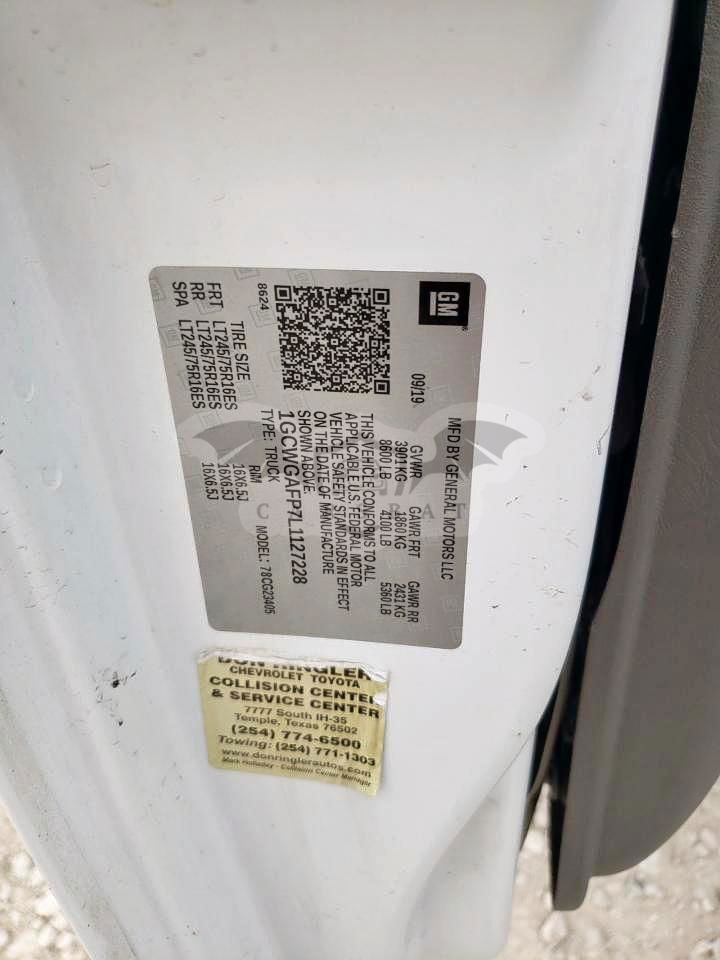 GM
MFD BY GENERAL MOTORS LLC
09/19
GVWR GAWR FRT GAWR RR
3901 KG 1860 KG 2431 KG
8600 LB 4100 LB 5360 LB
THIS VEHICLE CONFORMS TO ALL
APPLICABLE U.S. FEDERAL MOTOR
VEHICLE SAFETY STANDARDS IN EFFECT
ON THE DATE OF MANUFACTURE
SHOWN ABOVE.
1GCWGAFP7L1127228
TYPE: TRUCK MODEL: 78CG23405
8624
TIRE SIZE RIM
FRT LT245/75R16ES 16X6.5J
RR LT245/75R16ES 16X6.5J
SPA LT245/75R16ES 16X6.5J
DON RINGLER
CHEVROLET TOYOTA
COLLISION CENTER
& SERVICE CENTER
7777 South IH-35
Temple, Texas 76502
(254) 774-6500
Towing: (254) 771-1303
www.donringlerautos.com
Mark Holladay - Collision Center Manager